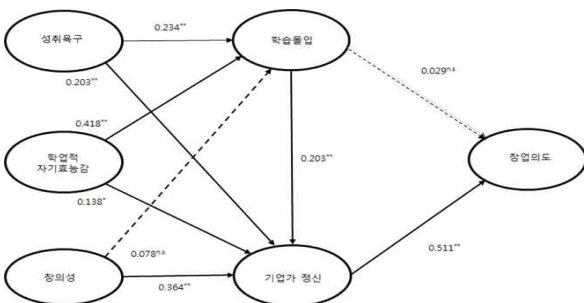 성취욕구
0.234**
학습몰입
0.203**
0.029n.s
0.418**
학업적
자기효능감
0.203**
창업의도
0.138*
창의성
0.078n.s
0.364**
기업가 정신
0.511**